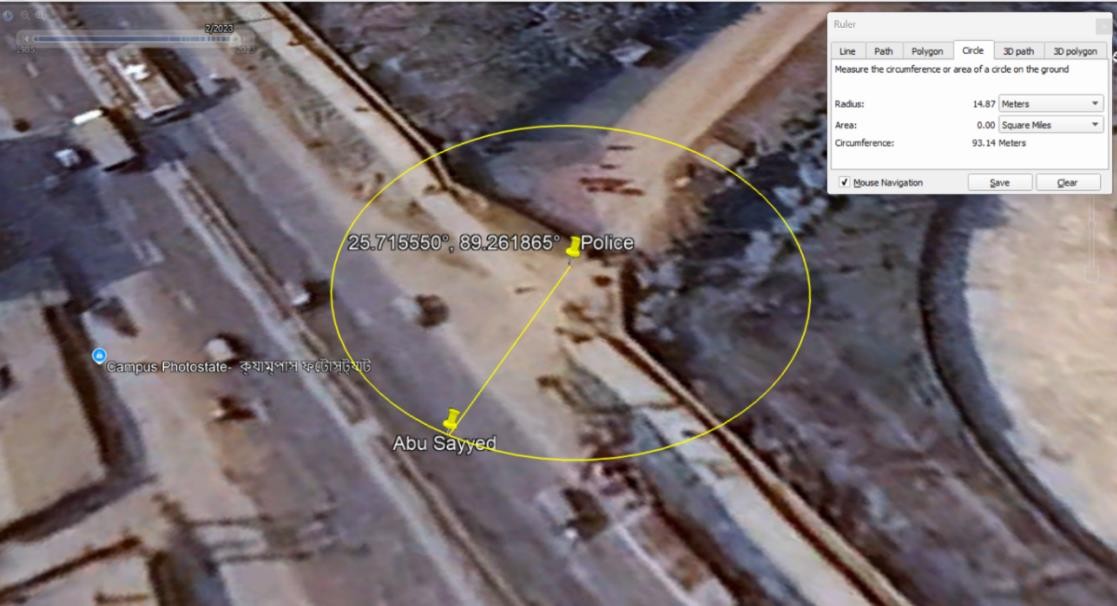 2/2023
1985
2023
25.715550°, 89.261865°
Police
Campus Photostate- ক্যাম্পাস ফটোস্ট্যাট
Abu Sayyed
Ruler
Line Path Polygon Circle 3D path 3D polygon
Measure the circumference or area of a circle on the ground
Radius: 14.87 Meters
Area: 0.00 Square Miles
Circumference: 93.14 Meters
Mouse Navigation Save Clear